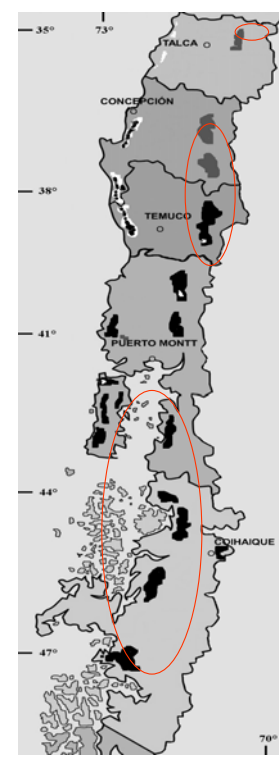 73°
35°
TALCA
CONCEPCIÓN
38°
TEMUCO
41°
PUERTO MONTT
44°
COIHAIQUE
47°
70°